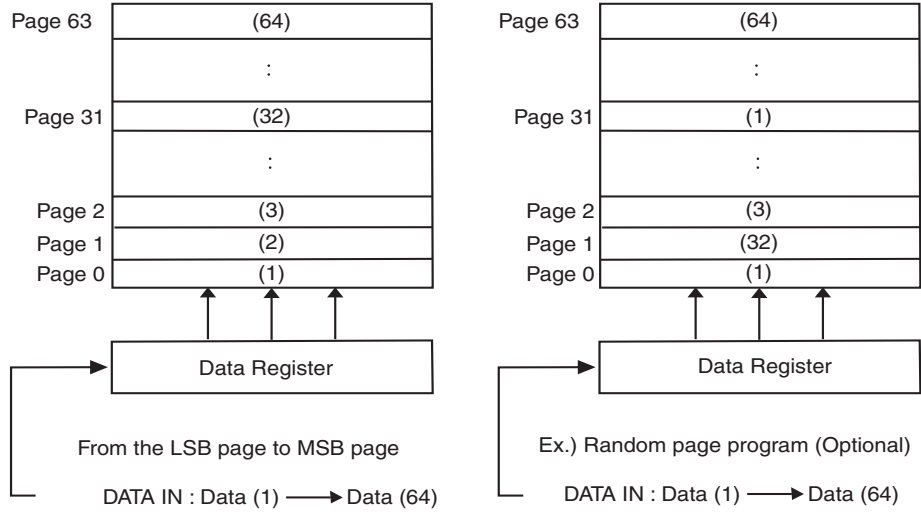 Page 63 (64)
:
Page 31 (32)
:
Page 2 (3)
Page 1 (2)
Page 0 (1)
Data Register
From the LSB page to MSB page
DATA IN : Data (1) Data (64)
Page 63 (64)
:
Page 31 (1)
:
Page 2 (3)
Page 1 (32)
Page 0 (1)
Data Register
Ex.) Random page program (Optional)
DATA IN : Data (1) Data (64)